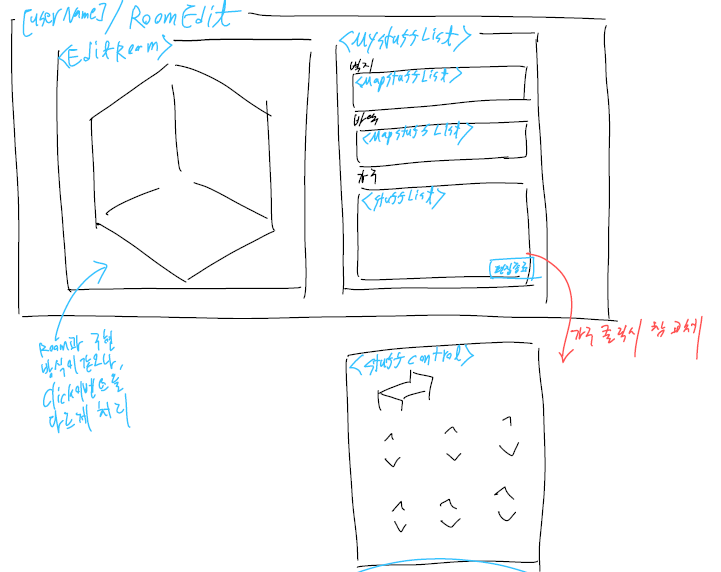 [userName]/RoomEdit
<EditRoom>
<MystuffList>
벽지
<MapstuffList>
바닥
<MapstuffList>
가구
<stuffList>
편집종료
Room과 구현
방식이 같으나,
Click이벤트를
다르게 처리
가구 클릭시 창 교체
<stuffcontrol>